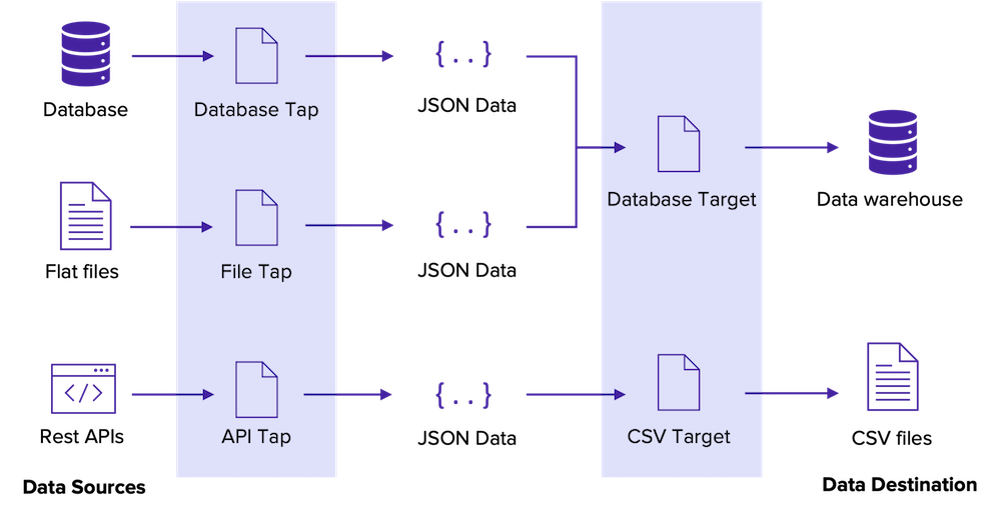 {..}
Database
Database Tap
JSON Data
Database Target
Data warehouse
{..}
Flat files
File Tap
JSON Data
</>
{..}
Rest APIs
API Tap
JSON Data
CSV Target
CSV files
Data Sources
Data Destination